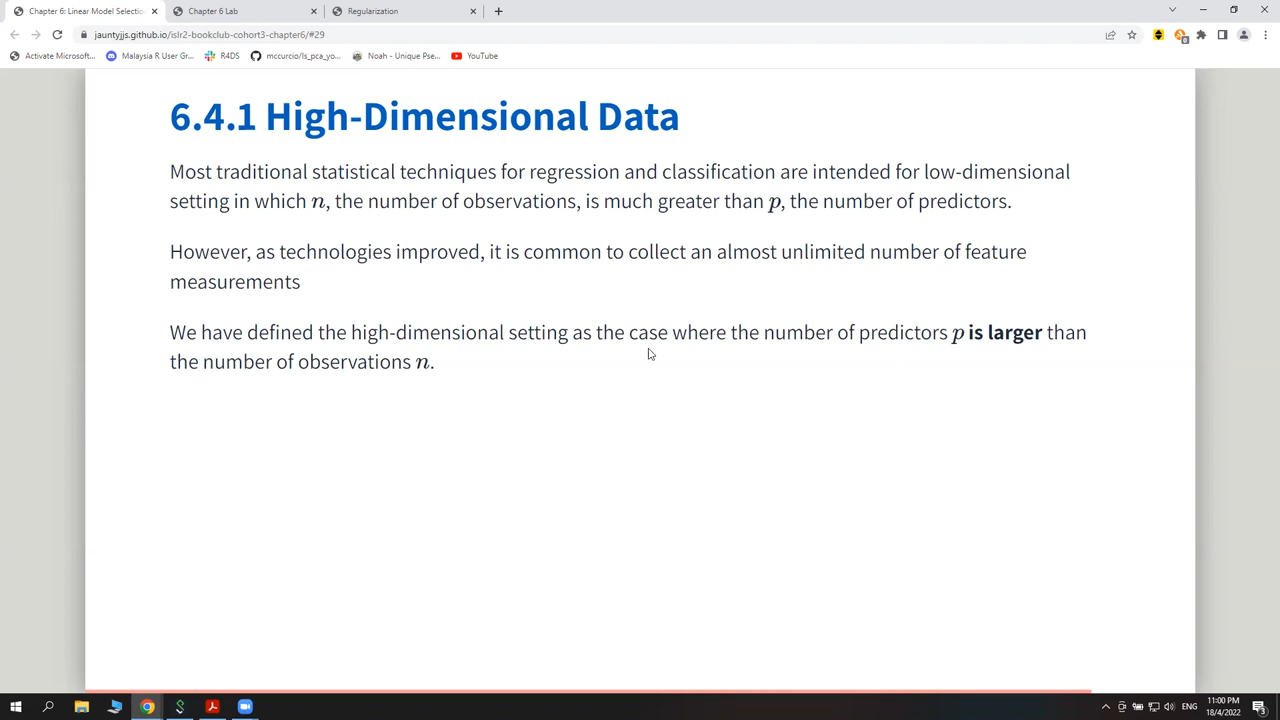 Chapter 6: Linear Model Selection
Chapter 6 Lab
Regularization
jauntyjjs.github.io/islr2-bookclub-cohort3-chapter6/#29
Activate Microsoft...
Malaysia R User Gr...
R4DS
mccurcio/ls_pca_yo...
Noah - Unique Pse...
YouTube
6.4.1 High-Dimensional Data
Most traditional statistical techniques for regression and classification are intended for low-dimensional
setting in which n, the number of observations, is much greater than p, the number of predictors.
However, as technologies improved, it is common to collect an almost unlimited number of feature
measurements
We have defined the high-dimensional setting as the case where the number of predictors p is larger than
the number of observations n.
ENG
11:00 PM
18/4/2022